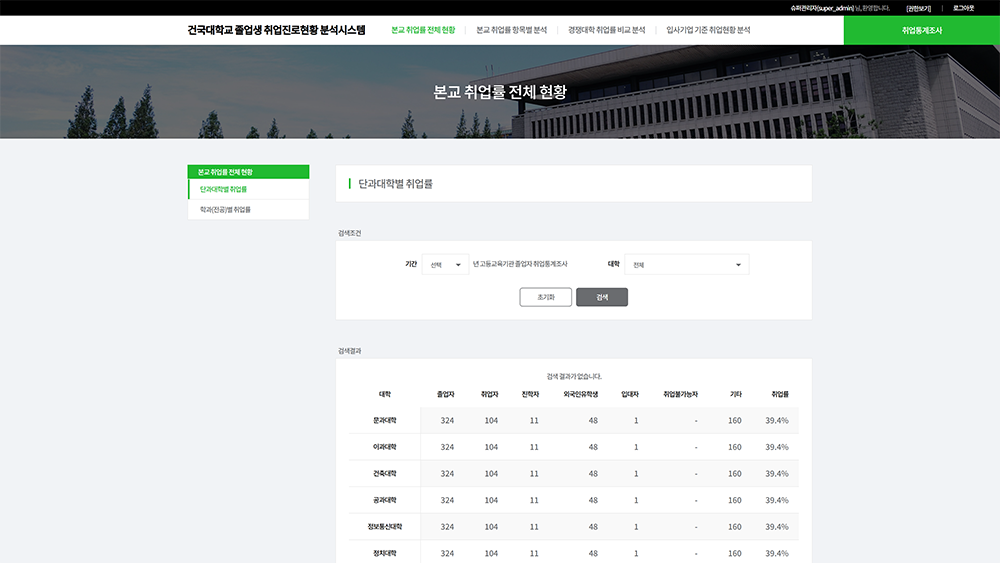 슈퍼관리자(super_admin)님, 환영합니다. [권한보기] | 로그아웃
건국대학교 졸업생 취업진로현황 분석시스템 본교 취업률 전체 현황 본교 취업률 항목별 분석 경쟁대학 취업률 비교 분석 입사기업 기준 취업현황 분석 취업통계조사
본교 취업률 전체 현황
본교 취업률 전체 현황
단과대학별 취업률
학과(전공)별 취업률
단과대학별 취업률
검색조건
기간 선택 년 고등교육기관 졸업자 취업통계조사 대학 전체
초기화 검색
검색결과
검색 결과가 없습니다.
대학 졸업자 취업자 진학자 외국인유학생 입대자 취업불가능자 기타 취업률
문과대학 324 104 11 48 1 - 160 39.4%
이과대학 324 104 11 48 1 - 160 39.4%
건축대학 324 104 11 48 1 - 160 39.4%
공과대학 324 104 11 48 1 - 160 39.4%
정보통신대학 324 104 11 48 1 - 160 39.4%
정치대학 324 104 11 48 1 - 160 39.4%